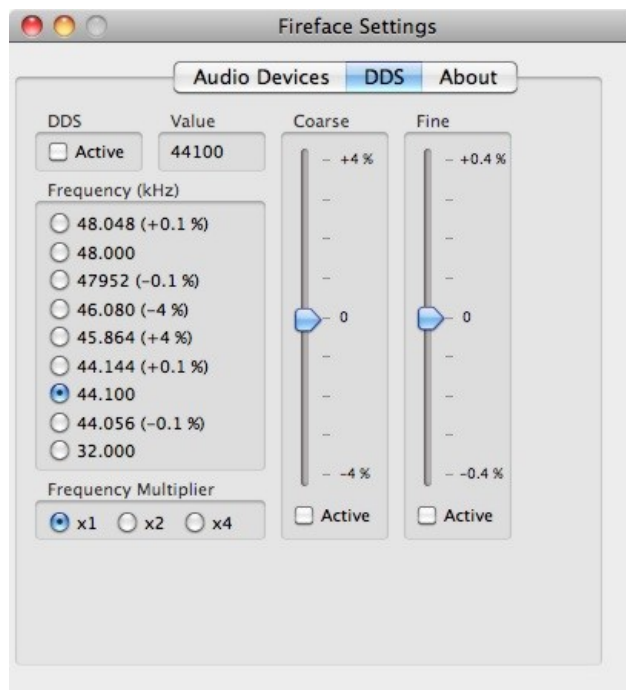 Fireface Settings
Audio Devices DDS About
DDS Value Coarse Fine
Active 44100
Frequency (kHz)
48.048 (+0.1 %)
48.000
47952 (-0.1 %)
46.080 (-4 %)
45.864 (+4 %)
44.144 (+0.1 %)
44.100
44.056 (-0.1 %)
32.000
Frequency Multiplier
x1 x2 x4
+4 %
0
-4 %
Active
+0.4 %
0
-0.4 %
Active